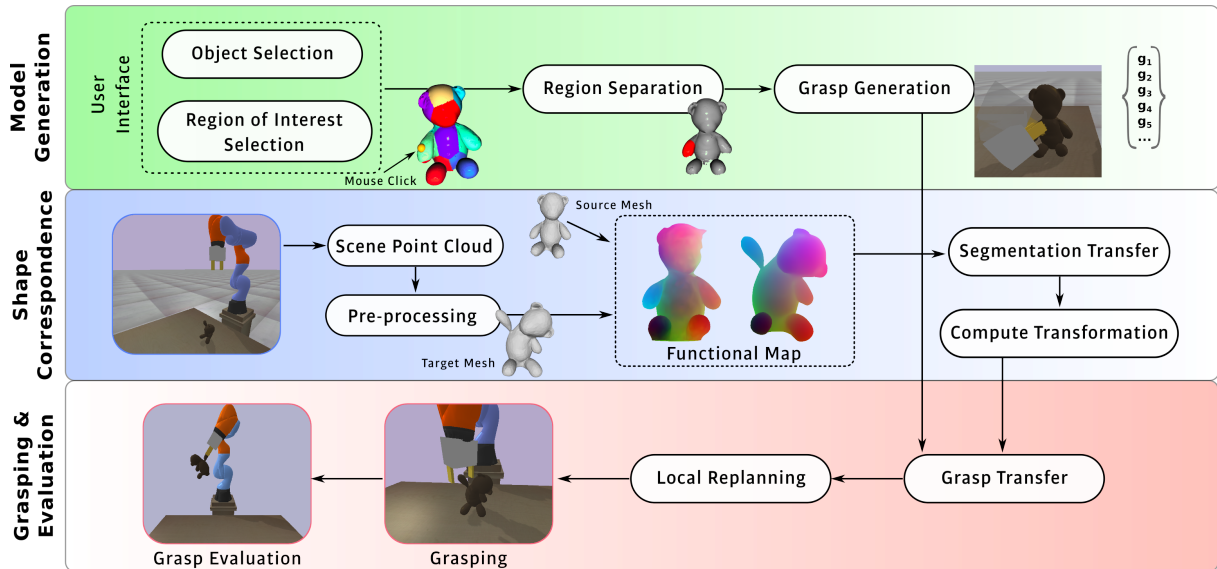 Model
Generation
User
Interface
Object Selection
Region of Interest
Selection
Mouse Click
Region Separation
Grasp Generation
g1
g2
g3
g4
g5
...
Shape
Correspondence
Scene Point Cloud
Pre-processing
Source Mesh
Target Mesh
Functional Map
Segmentation Transfer
Compute Transformation
Grasping &
Evaluation
Grasp Evaluation
Grasping
Local Replanning
Grasp Transfer